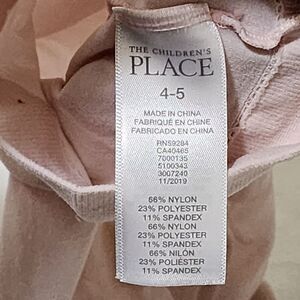 THE CHILDREN'S
PLACE
4-5
MADE IN CHINA
FABRIQUÉ EN CHINE
FABRICADO EN CHINA
RN59284
CA40465
7000135
5100343
3007240
11/2019
66% NYLON
23% POLYESTER
11% SPANDEX
66% NYLON
23% POLYESTER
11% SPANDEX
66% NILÓN
23% POLIÉSTER
11% SPANDEX